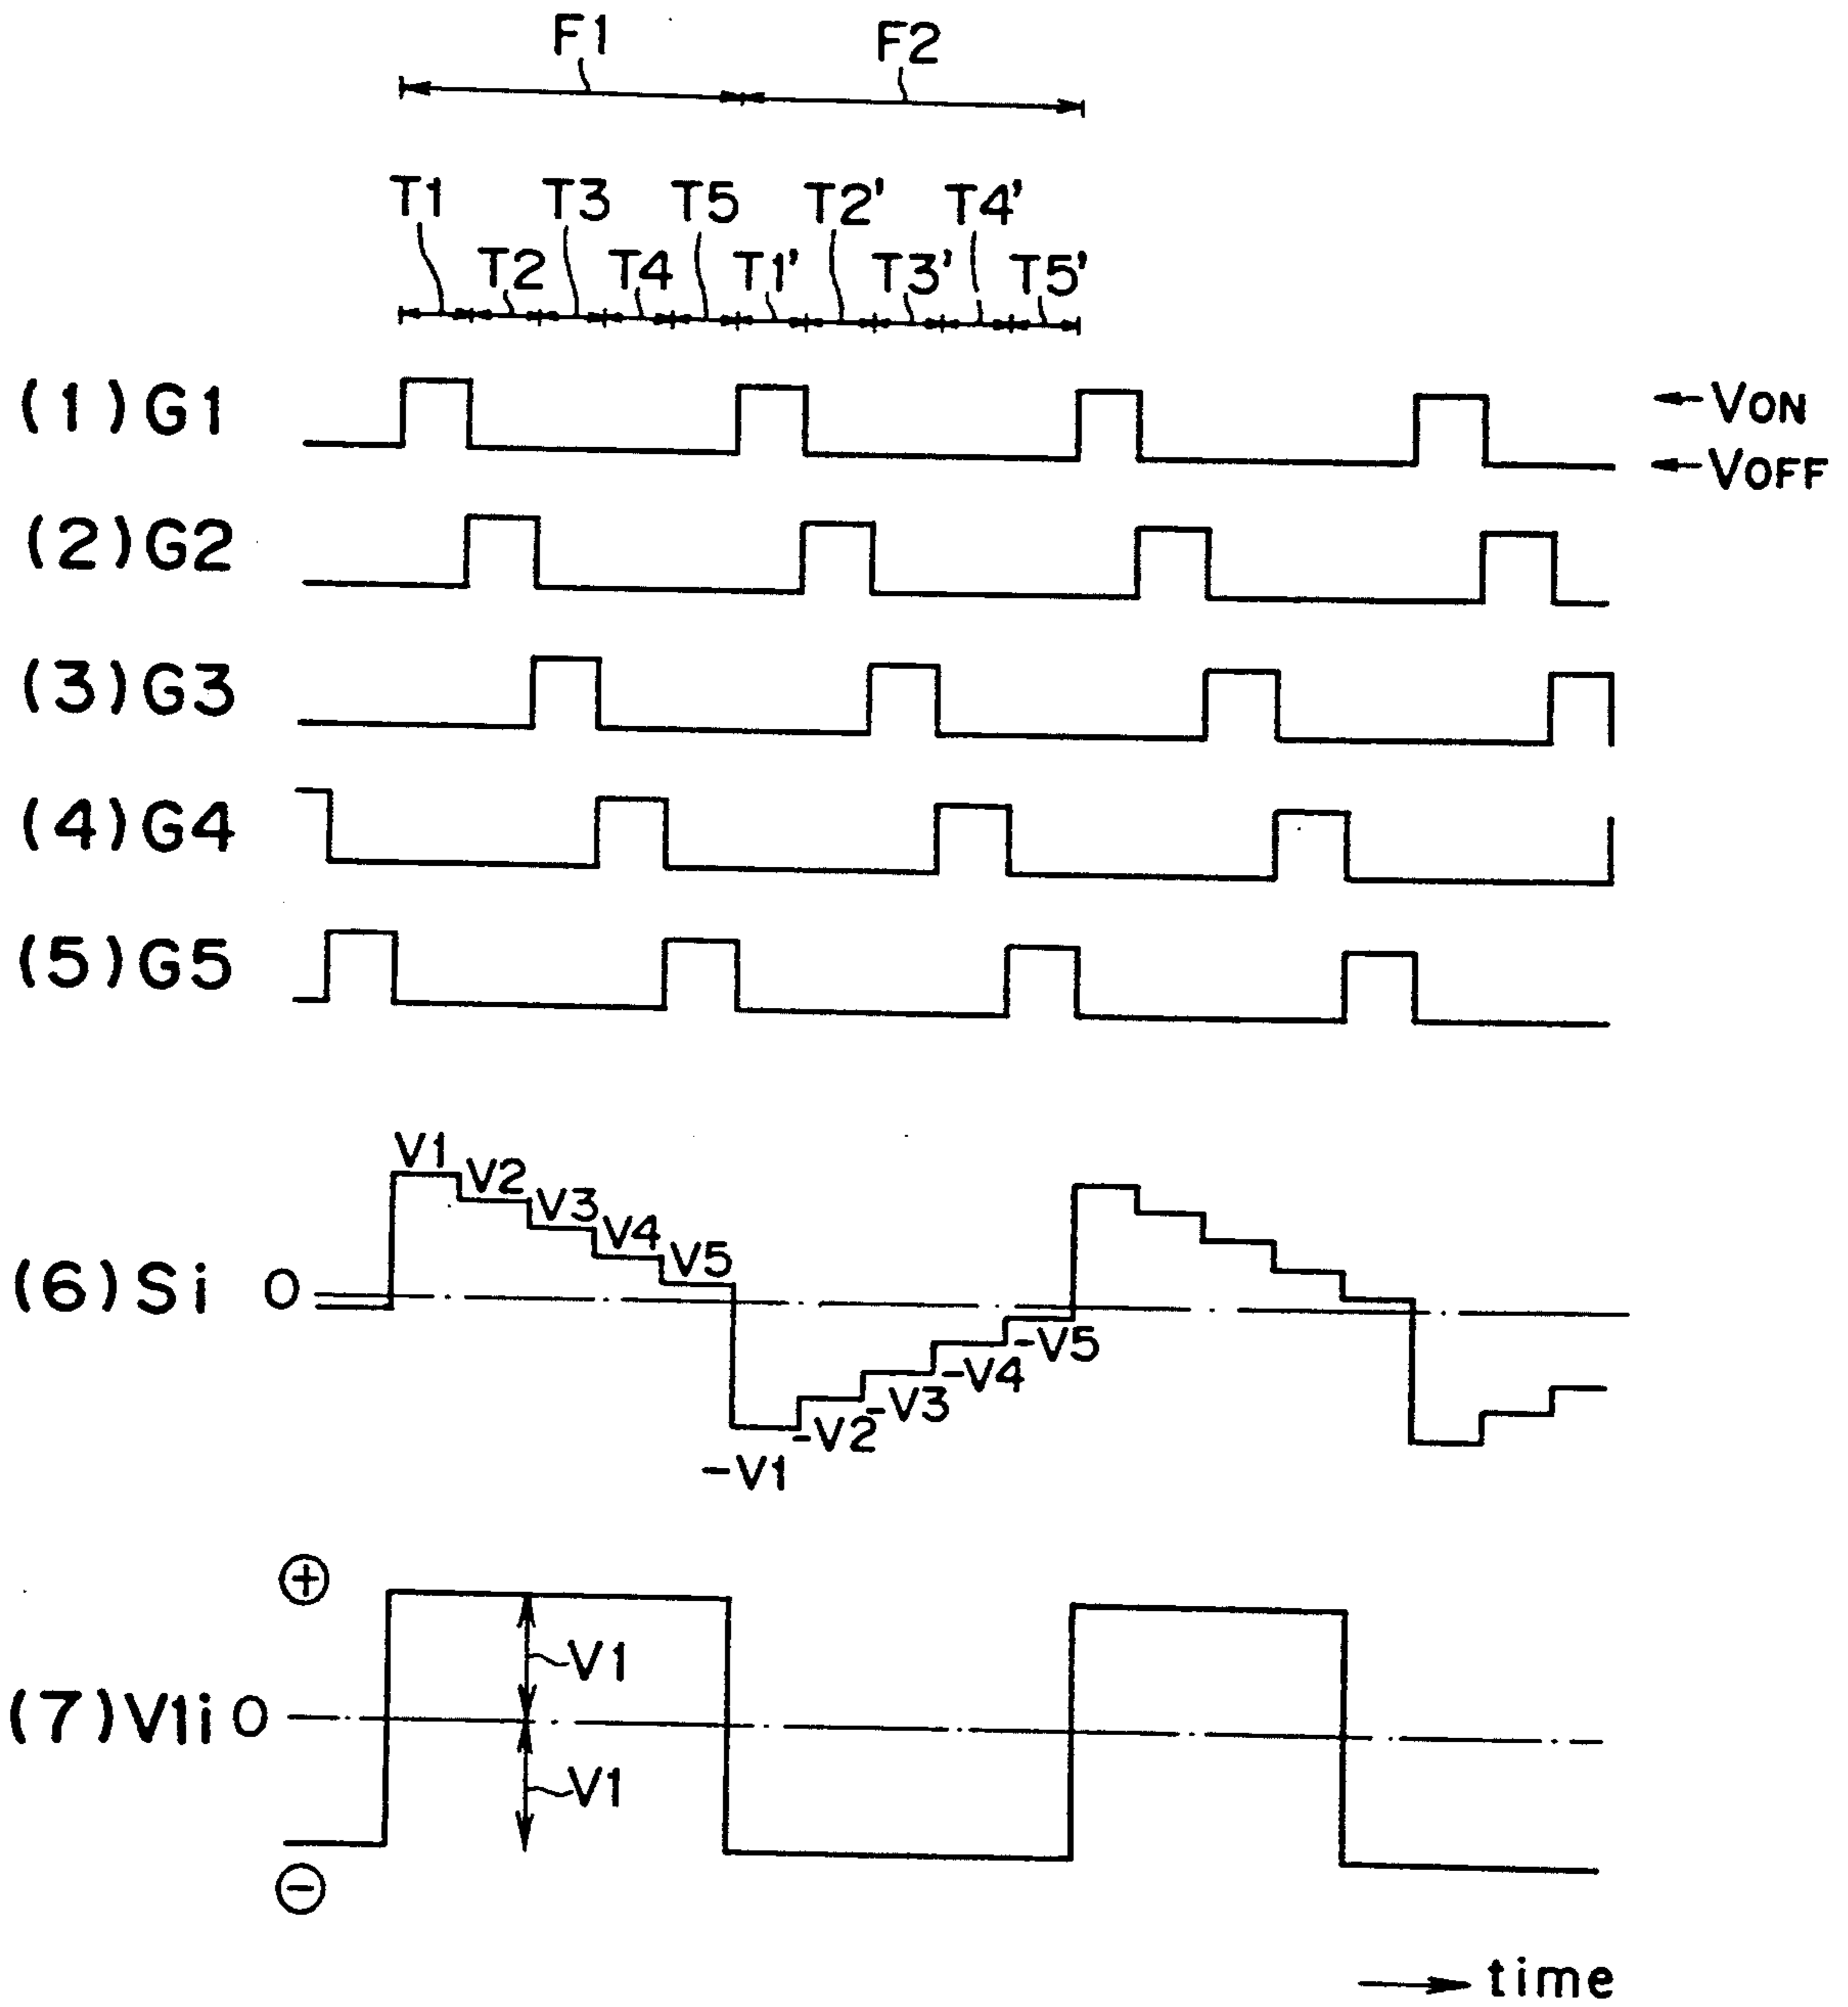 F1 F2
T1 T3 T5 T2' T4'
T2 T4 T1' T3' T5'
(1)G1 ←VON
←VOFF
(2)G2
(3)G3
(4)G4
(5)G5
V1
V2
V3
V4
V5
(6)Si 0
-V5
-V4
-V3
-V2
-V1
+
V1
(7)V1i 0
V1
-
→ time